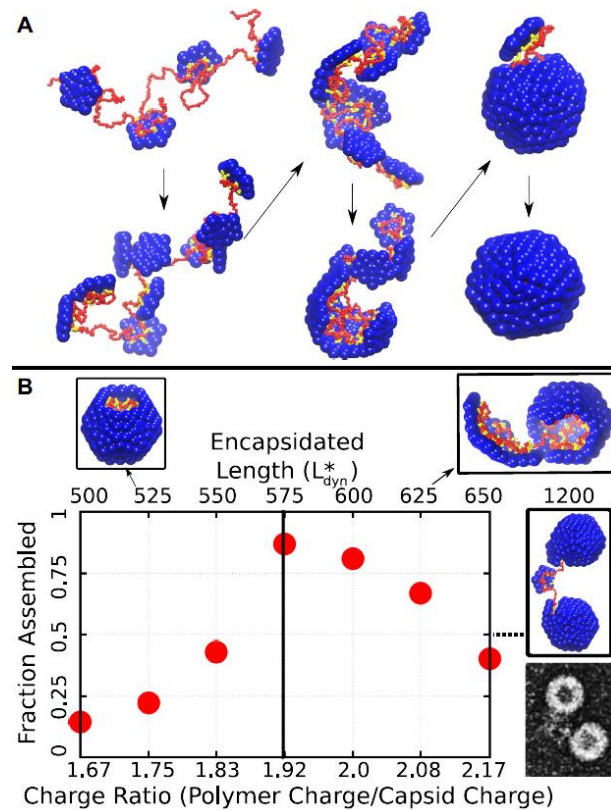 A
B
Encapsidated
Length (L*dyn)
500 525 550 575 600 625 650 1200
Fraction Assembled
1
0.75
0.5
0.25
0
1.67 1.75 1.83 1.92 2.0 2.08 2.17
Charge Ratio (Polymer Charge/Capsid Charge)